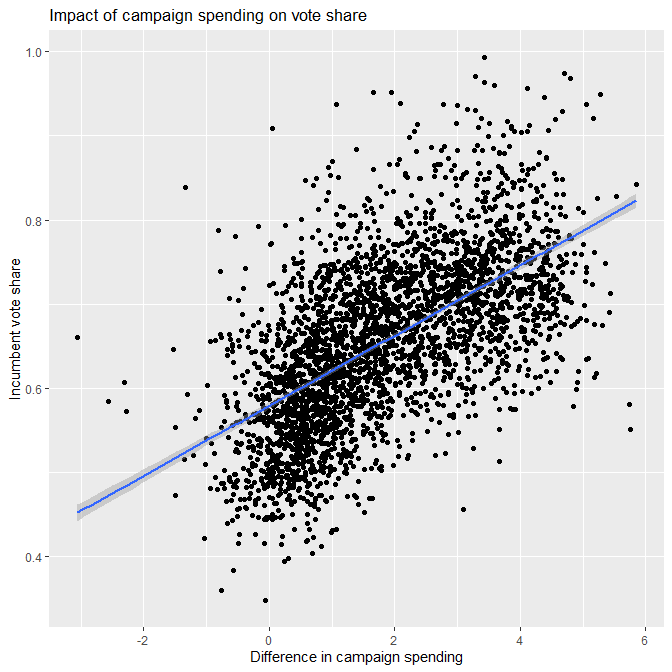 Impact of campaign spending on vote share
1.0
0.8
0.6
0.4
Incumbent vote share
-2 0 2 4 6
Difference in campaign spending